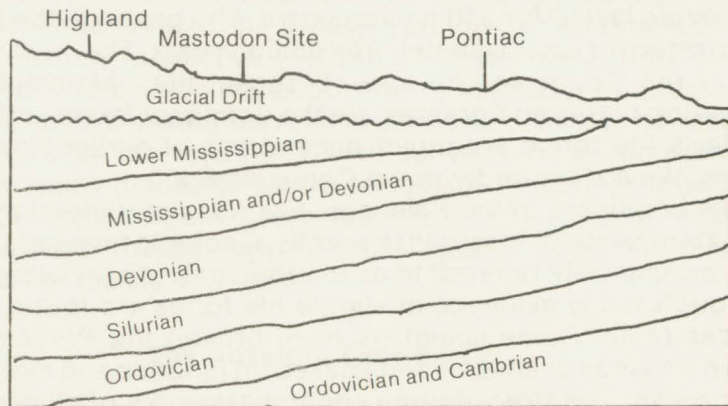 Highland
Mastodon Site
Pontiac
Glacial Drift
Lower Mississippian
Mississippian and/or Devonian
Devonian
Silurian
Ordovician
Ordovician and Cambrian